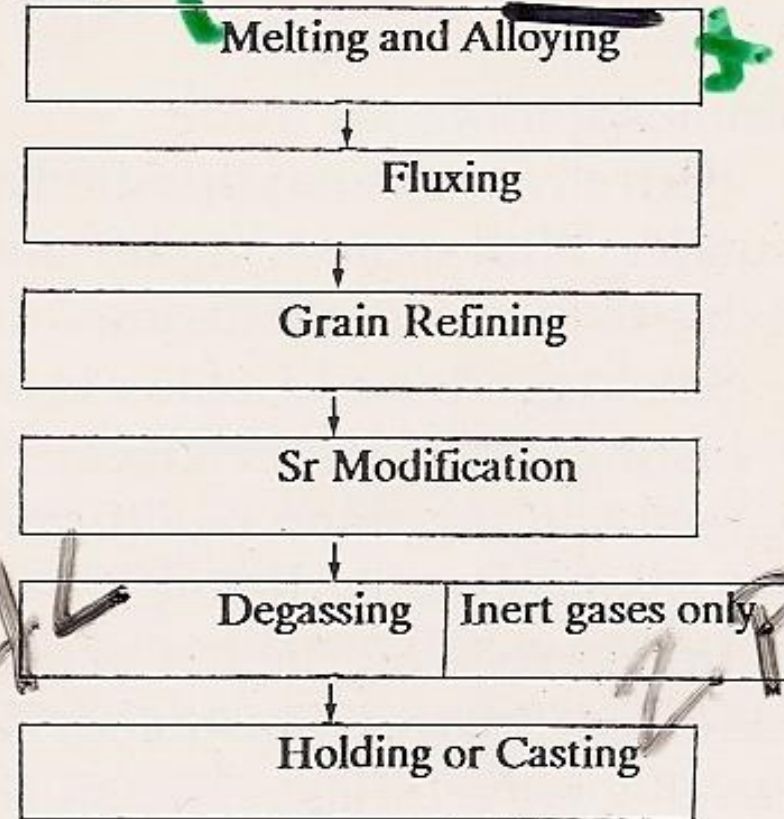 Melting and Alloying
Fluxing
Grain Refining
Sr Modification
Degassing
Inert gases only
Holding or Casting